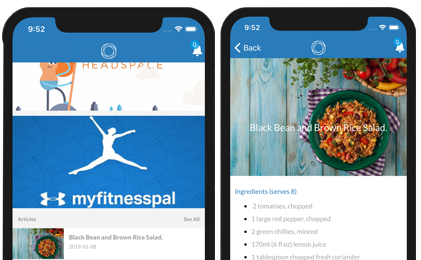 9:52
0
HEADSPACE
myfitnesspal
Articles
See All
Black Bean and Brown Rice Salad.
2019-01-08
9:52
Back
0
Black Bean and Brown Rice Salad.
Ingredients (serves 8)
• 2 tomatoes, chopped
• 1 large red pepper, chopped
• 2 green chillies, minced
• 170ml (6 fl oz) lemon juice
• 1 tablespoon chopped fresh coriander